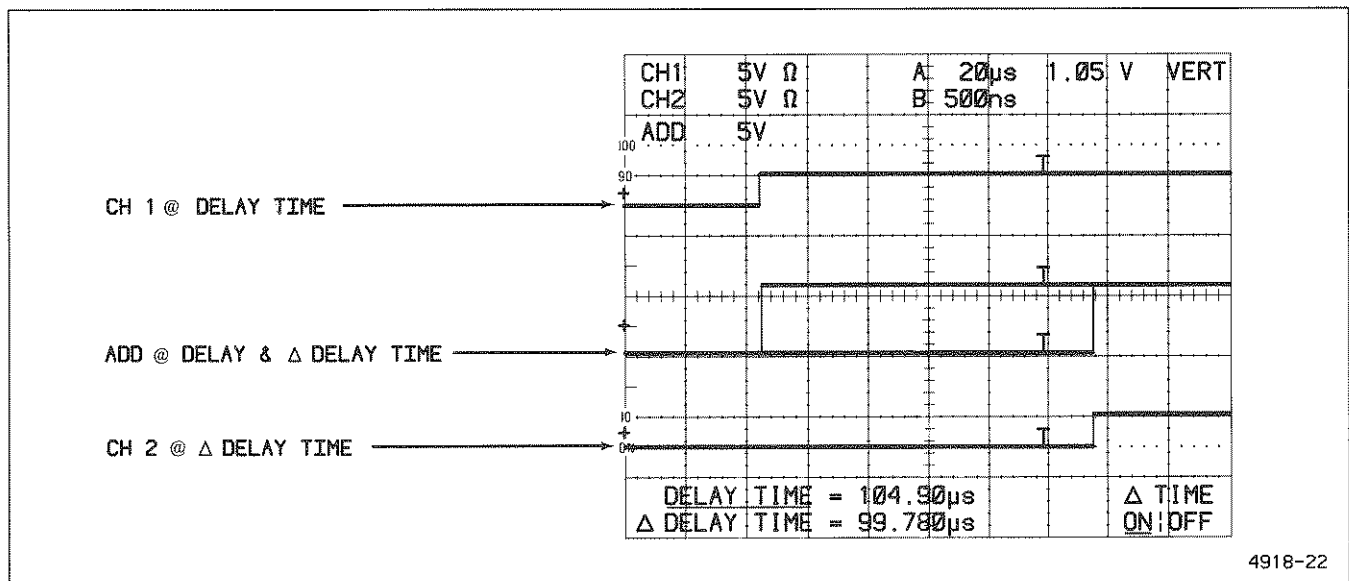 CH1 5V Ω A 20µs 1.05 V VERT
CH2 5V Ω B 500ns
ADD 5V
100
90
T
CH 1 @ DELAY TIME
T
ADD @ DELAY & Δ DELAY TIME
T
10
CH 2 @ Δ DELAY TIME
0%
T
DELAY TIME = 104.90µs Δ TIME
Δ DELAY TIME = 99.780µs ON|OFF
4918-22